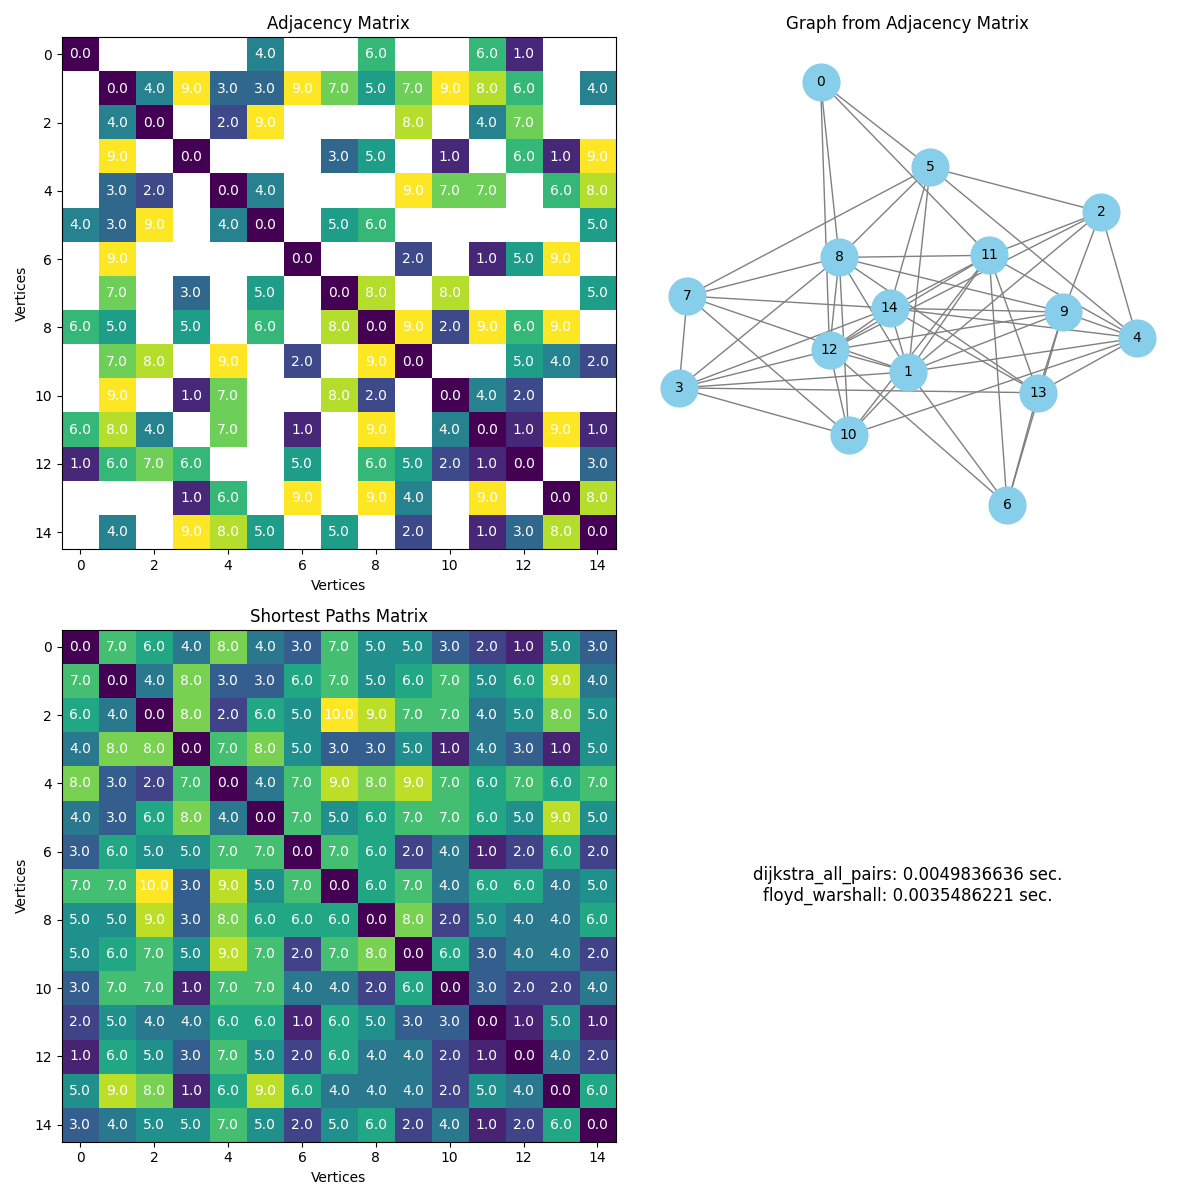 Adjacency Matrix
0 0.0 4.0 6.0 6.0 1.0
0.0 4.0 9.0 3.0 3.0 9.0 7.0 5.0 7.0 9.0 8.0 6.0 4.0
2 4.0 0.0 2.0 9.0 8.0 4.0 7.0
9.0 0.0 3.0 5.0 1.0 6.0 1.0 9.0
4 3.0 2.0 0.0 4.0 9.0 7.0 7.0 6.0 8.0
4.0 3.0 9.0 4.0 0.0 5.0 6.0 5.0
6 9.0 0.0 2.0 1.0 5.0 9.0
7.0 3.0 5.0 0.0 8.0 8.0 5.0
8 6.0 5.0 5.0 6.0 8.0 0.0 9.0 2.0 9.0 6.0 9.0
7.0 8.0 9.0 2.0 9.0 0.0 5.0 4.0 2.0
10 9.0 1.0 7.0 8.0 2.0 0.0 4.0 2.0
6.0 8.0 4.0 7.0 1.0 9.0 4.0 0.0 1.0 9.0 1.0
12 1.0 6.0 7.0 6.0 5.0 6.0 5.0 2.0 1.0 0.0 3.0
1.0 6.0 9.0 9.0 4.0 9.0 0.0 8.0
14 4.0 9.0 8.0 5.0 5.0 2.0 1.0 3.0 8.0 0.0
0 2 4 6 8 10 12 14
Vertices
Vertices
Graph from Adjacency Matrix
0
5
2
8
11
7
14
9
4
12
1
3
13
10
6
Shortest Paths Matrix
0 0.0 7.0 6.0 4.0 8.0 4.0 3.0 7.0 5.0 5.0 3.0 2.0 1.0 5.0 3.0
7.0 0.0 4.0 8.0 3.0 3.0 6.0 7.0 5.0 6.0 7.0 5.0 6.0 9.0 4.0
2 6.0 4.0 0.0 8.0 2.0 6.0 5.0 10.0 9.0 7.0 7.0 4.0 5.0 8.0 5.0
4.0 8.0 8.0 0.0 7.0 8.0 5.0 3.0 3.0 5.0 1.0 4.0 3.0 1.0 5.0
4 8.0 3.0 2.0 7.0 0.0 4.0 7.0 9.0 8.0 9.0 7.0 6.0 7.0 6.0 7.0
4.0 3.0 6.0 8.0 4.0 0.0 7.0 5.0 6.0 7.0 7.0 6.0 5.0 9.0 5.0
6 3.0 6.0 5.0 5.0 7.0 7.0 0.0 7.0 6.0 2.0 4.0 1.0 2.0 6.0 2.0
7.0 7.0 10.0 3.0 9.0 5.0 7.0 0.0 6.0 7.0 4.0 6.0 6.0 4.0 5.0
8 5.0 5.0 9.0 3.0 8.0 6.0 6.0 6.0 0.0 8.0 2.0 5.0 4.0 4.0 6.0
5.0 6.0 7.0 5.0 9.0 7.0 2.0 7.0 8.0 0.0 6.0 3.0 4.0 4.0 2.0
10 3.0 7.0 7.0 1.0 7.0 7.0 4.0 4.0 2.0 6.0 0.0 3.0 2.0 2.0 4.0
2.0 5.0 4.0 4.0 6.0 6.0 1.0 6.0 5.0 3.0 3.0 0.0 1.0 5.0 1.0
12 1.0 6.0 5.0 3.0 7.0 5.0 2.0 6.0 4.0 4.0 2.0 1.0 0.0 4.0 2.0
5.0 9.0 8.0 1.0 6.0 9.0 6.0 4.0 4.0 4.0 2.0 5.0 4.0 0.0 6.0
14 3.0 4.0 5.0 5.0 7.0 5.0 2.0 5.0 6.0 2.0 4.0 1.0 2.0 6.0 0.0
0 2 4 6 8 10 12 14
Vertices
Vertices
dijkstra_all_pairs: 0.0049836636 sec.
floyd_warshall: 0.0035486221 sec.